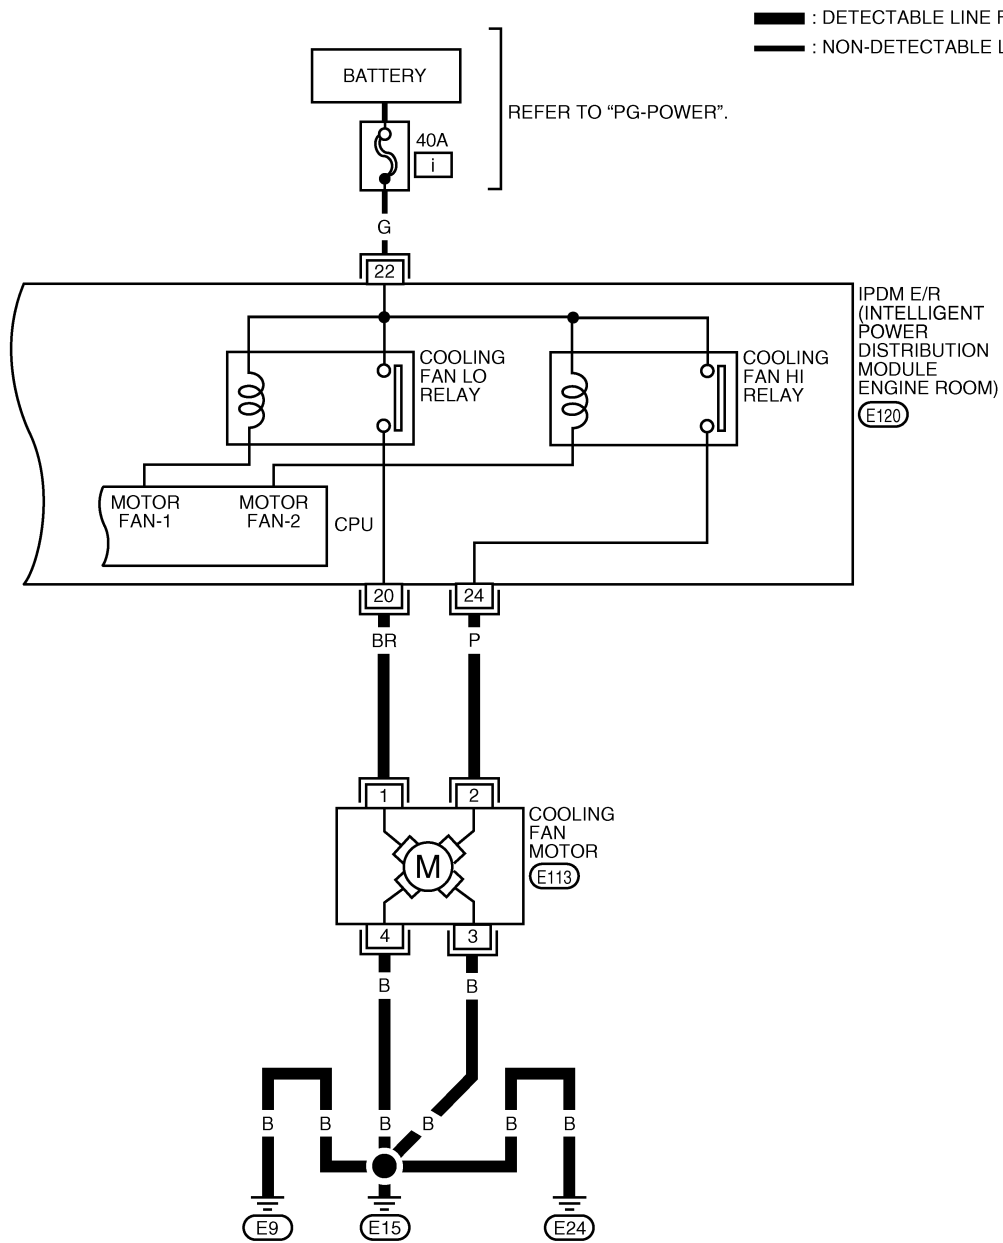 : DETECTABLE LINE F
: NON-DETECTABLE L
BATTERY
REFER TO “PG-POWER”.
40A
i
G
22
IPDM E/R
(INTELLIGENT
POWER
DISTRIBUTION
MODULE
ENGINE ROOM)
E120
COOLING
FAN LO
RELAY
COOLING
FAN HI
RELAY
MOTOR
FAN-1
MOTOR
FAN-2
CPU
20
24
BR
P
1
2
COOLING
FAN
MOTOR
E113
M
4
3
B
B
B
B
B
B
B
B
E9
E15
E24